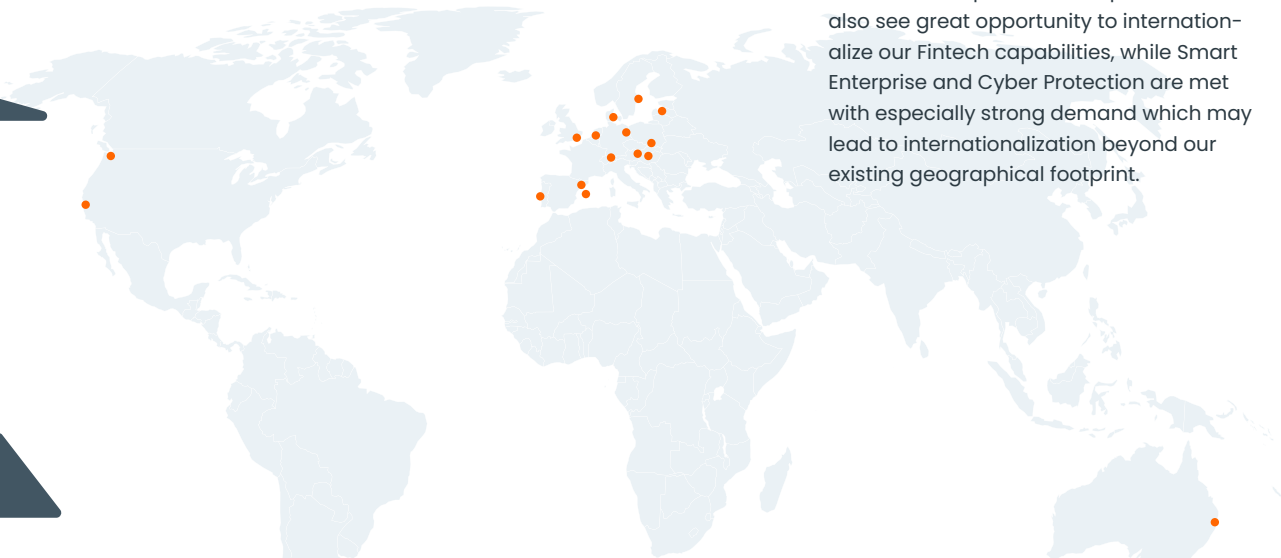 also see great opportunity to internation-
alize our Fintech capabilities, while Smart
Enterprise and Cyber Protection are met
with especially strong demand which may
lead to internationalization beyond our
existing geographical footprint.